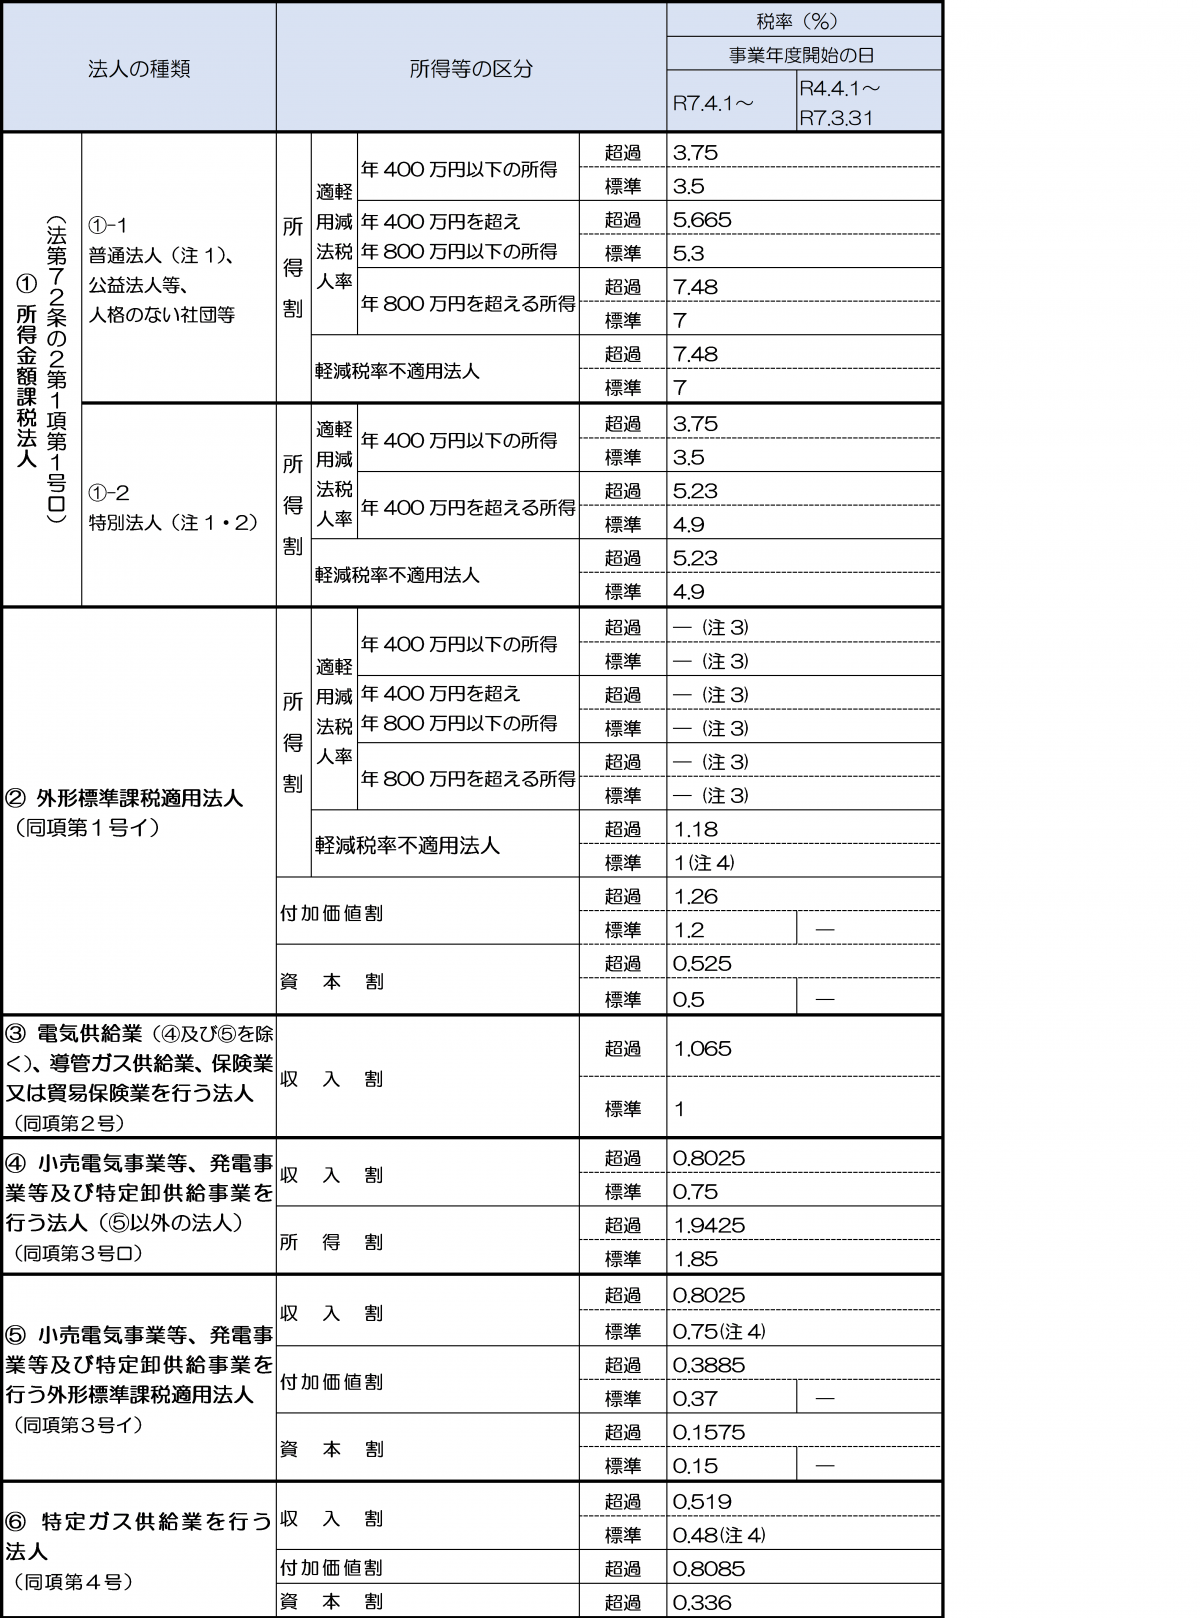 法人の種類
所得等の区分
税率（％）
事業年度開始の日
R7.4.1～
R4.4.1～
R7.3.31
① 所得金額課税法人
（法第７２条の２第１項第１号ロ）
①-1
普通法人（注１）、
公益法人等、
人格のない社団等
所得割
軽減税率
適用法人
年 400 万円以下の所得
超過 3.75
標準 3.5
年 400 万円を超え
年 800 万円以下の所得
超過 5.665
標準 5.3
年 800 万円を超える所得
超過 7.48
標準 7
軽減税率不適用法人
超過 7.48
標準 7
①-2
特別法人（注１・２）
所得割
軽減税率
適用法人
年 400 万円以下の所得
超過 3.75
標準 3.5
年 400 万円を超える所得
超過 5.23
標準 4.9
軽減税率不適用法人
超過 5.23
標準 4.9
② 外形標準課税適用法人
（同項第１号イ）
所得割
軽減税率
適用法人
年 400 万円以下の所得
超過 ― (注 3)
標準 ― (注 3)
年 400 万円を超え
年 800 万円以下の所得
超過 ― (注 3)
標準 ― (注 3)
年 800 万円を超える所得
超過 ― (注 3)
標準 ― (注 3)
軽減税率不適用法人
超過 1.18
標準 1(注 4)
付加価値割
超過 1.26
標準 1.2 ―
資本割
超過 0.525
標準 0.5 ―
③ 電気供給業（④及び⑤を除
く）、導管ガス供給業、保険業
又は貿易保険業を行う法人
（同項第２号）
収入割
超過 1.065
標準 1
④ 小売電気事業等、発電事
業等及び特定卸供給事業を
行う法人（⑤以外の法人）
（同項第３号ロ）
収入割
超過 0.8025
標準 0.75
所得割
超過 1.9425
標準 1.85
⑤ 小売電気事業等、発電事
業等及び特定卸供給事業を
行う外形標準課税適用法人
（同項第３号イ）
収入割
超過 0.8025
標準 0.75(注 4)
付加価値割
超過 0.3885
標準 0.37 ―
資本割
超過 0.1575
標準 0.15 ―
⑥ 特定ガス供給業を行う
法人
（同項第４号）
収入割
超過 0.519
標準 0.48(注 4)
付加価値割
超過 0.8085
資本割
超過 0.336